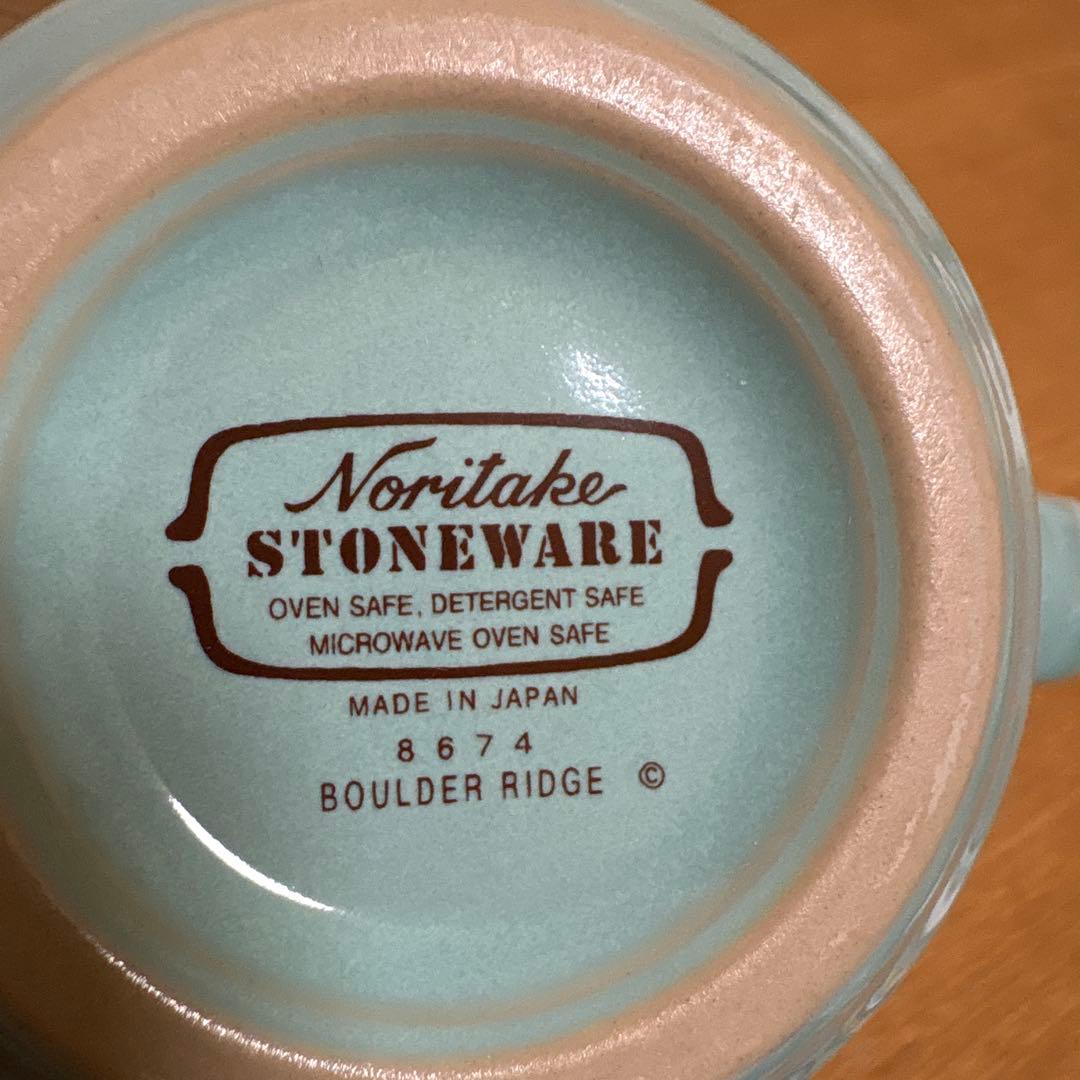 Noritake
STONEWARE
OVEN SAFE, DETERGENT SAFE
MICROWAVE OVEN SAFE
MADE IN JAPAN
8674
BOULDER RIDGE ©